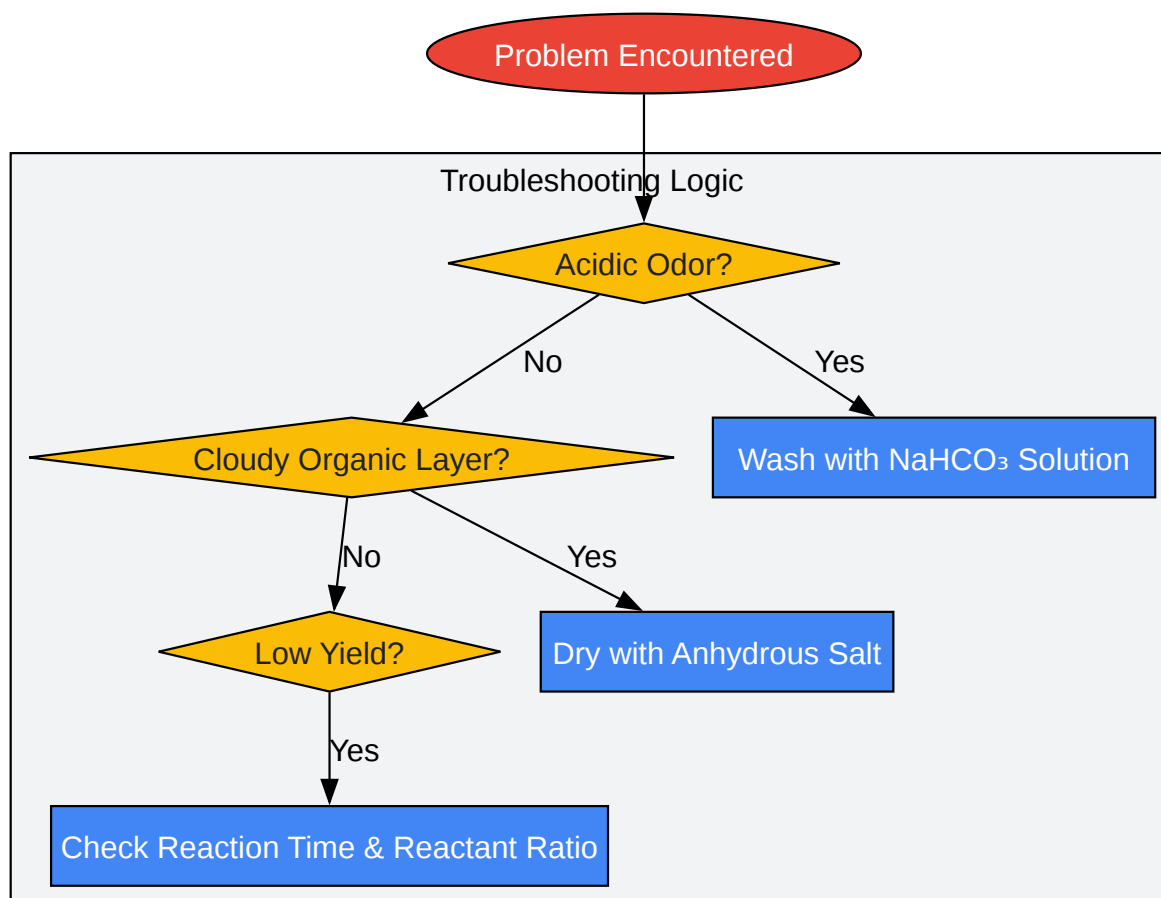 Problem Encountered
Troubleshooting Logic
Acidic Odor?
No
Yes
Cloudy Organic Layer?
Wash with NaHCO₃ Solution
No
Yes
Low Yield?
Dry with Anhydrous Salt
Yes
Check Reaction Time & Reactant Ratio